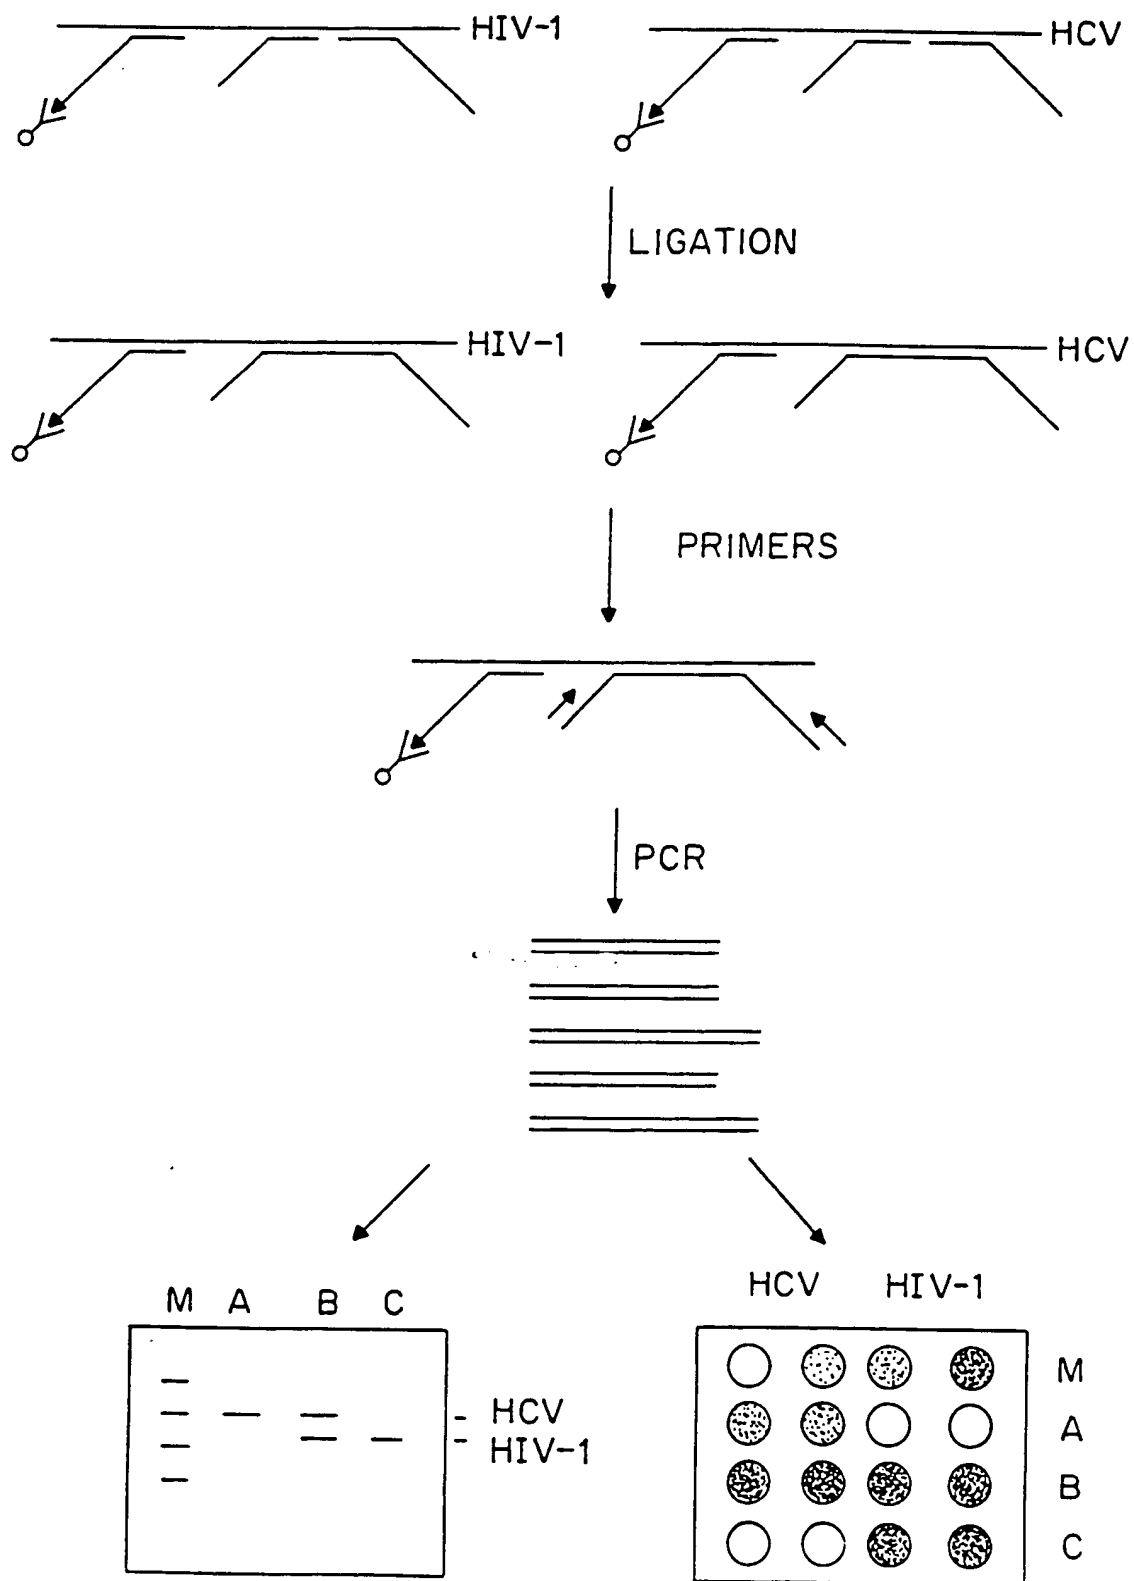 HIV-1
HCV
LIGATION
HIV-1
HCV
PRIMERS
PCR
M A B C
HCV
HIV-1
HCV HIV-1
M
A
B
C